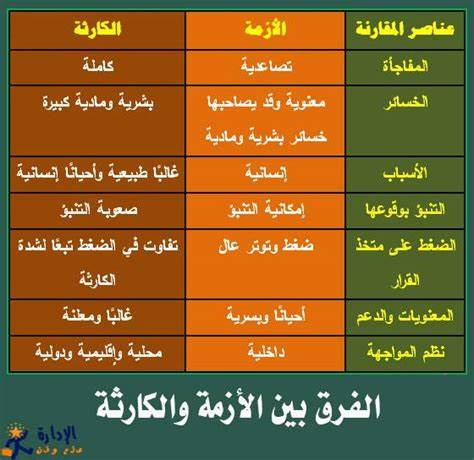 عناصر المقارنة
الأزمة
الكارثة
المفاجأة
تصاعدية
كاملة
الخسائر
معنوية وقد يصاحبها
خسائر بشرية ومادية
بشرية ومادية كبيرة
الأسباب
إنسانية
غالبًا طبيعية وأحيانًا إنسانية
التنبؤ بوقوعها
إمكانية التنبؤ
صعوبة التنبؤ
الضغط على متخذ
القرار
ضغط وتوتر عال
تفاوت في الضغط تبعًا لشدة
الكارثة
المعنويات والدعم
أحيانًا وبسرية
غالبًا ومعلنة
نظم المواجهة
داخلية
محلية وإقليمية ودولية
الفرق بين الأزمة والكارثة
الإدارة
علم وفن